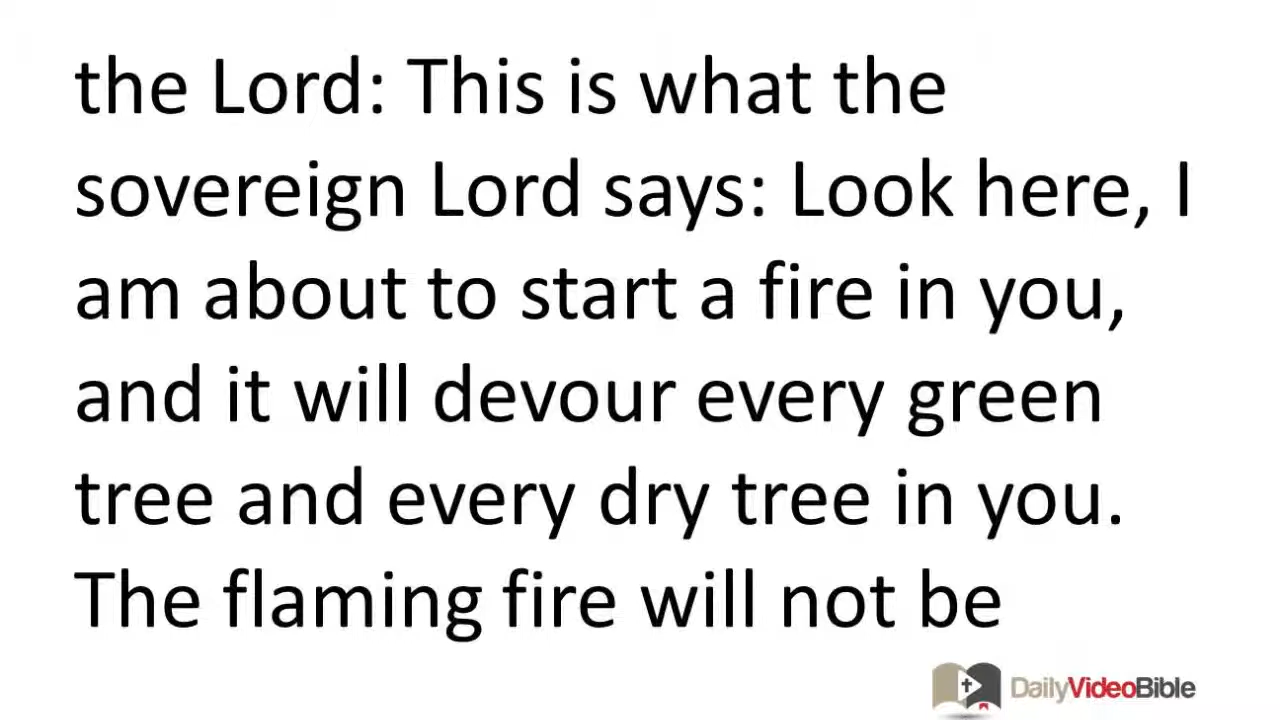 the Lord: This is what the
sovereign Lord says: Look here, I
am about to start a fire in you,
and it will devour every green
tree and every dry tree in you.
The flaming fire will not be
DailyVideoBible